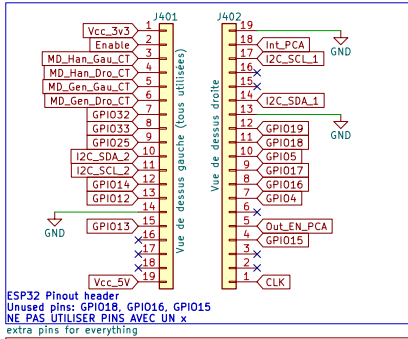 J401
J402
Vcc_3v3 1
Enable 2
MD_Han_Gau_CT 3
MD_Han_Dro_CT 4
MD_Gen_Gau_CT 5
MD_Gen_Dro_CT 6
GPIO32 7
GPIO33 8
GPIO25 9
I2C_SDA_2 10
I2C_SCL_2 11
GPIO14 12
GPIO12 13
14
GND
GPIO13 15
16
17
18
Vcc_5V 19
Vue de dessus gauche (tous utilisées)
Vue de dessus droite
19
GND
18 Int_PCA
17 I2C_SCL_1
16
15
14 I2C_SDA_1
13
GND
12 GPIO19
11 GPIO18
10 GPIO5
9 GPIO17
8 GPIO16
7 GPIO4
6
5 Out_EN_PCA
4 GPIO15
3
2
1 CLK
ESP32 Pinout header
Unused pins: GPIO18, GPIO16, GPIO15
NE PAS UTILISER PINS AVEC UN x
extra pins for everything